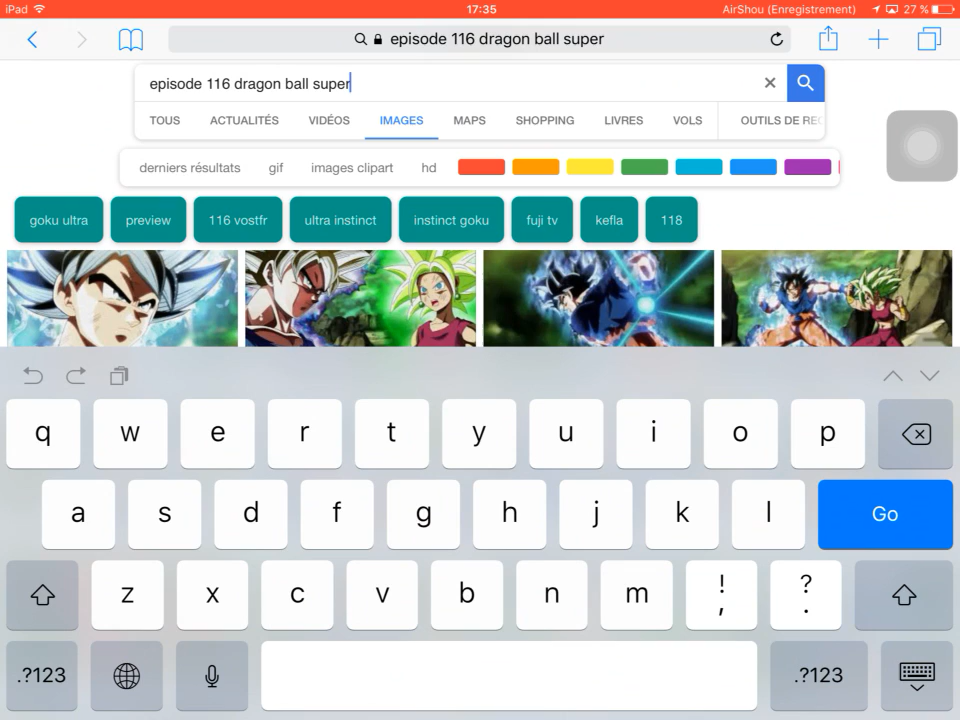 iPad 17:35 AirShou (Enregistrement) 27 %
episode 116 dragon ball super
episode 116 dragon ball super
TOUS ACTUALITÉS VIDÉOS IMAGES MAPS SHOPPING LIVRES VOLS OUTILS DE REC
derniers résultats gif images clipart hd
goku ultra preview 116 vostfr ultra instinct instinct goku fuji tv kefla 118
q w e r t y u i o p
a s d f g h j k l Go
z x c v b n m ! , ? .
.?123 .?123